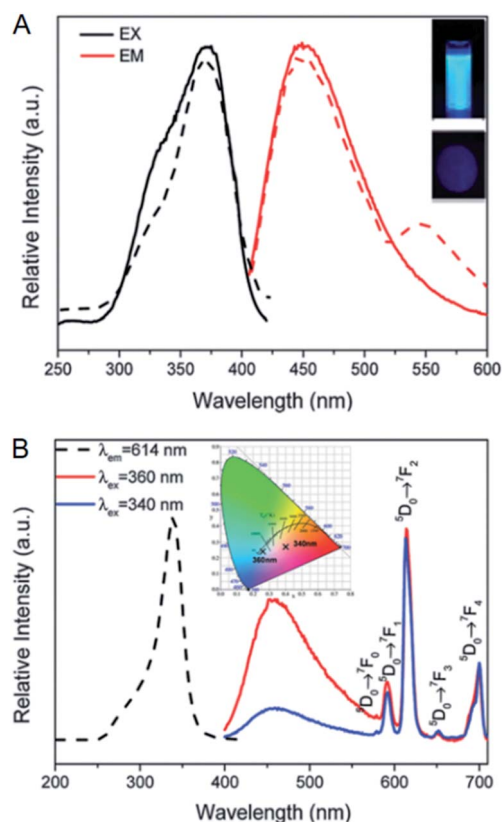 A
EX
EM
Relative Intensity (a.u.)
250 300 350 400 450 500 550 600
Wavelength (nm)
B
λem=614 nm
λex=360 nm
λex=340 nm
360nm
340nm
⁵D₀→⁷F₀
⁵D₀→⁷F₁
⁵D₀→⁷F₂
⁵D₀→⁷F₃
⁵D₀→⁷F₄
Relative Intensity (a.u.)
200 300 400 500 600 700
Wavelength (nm)